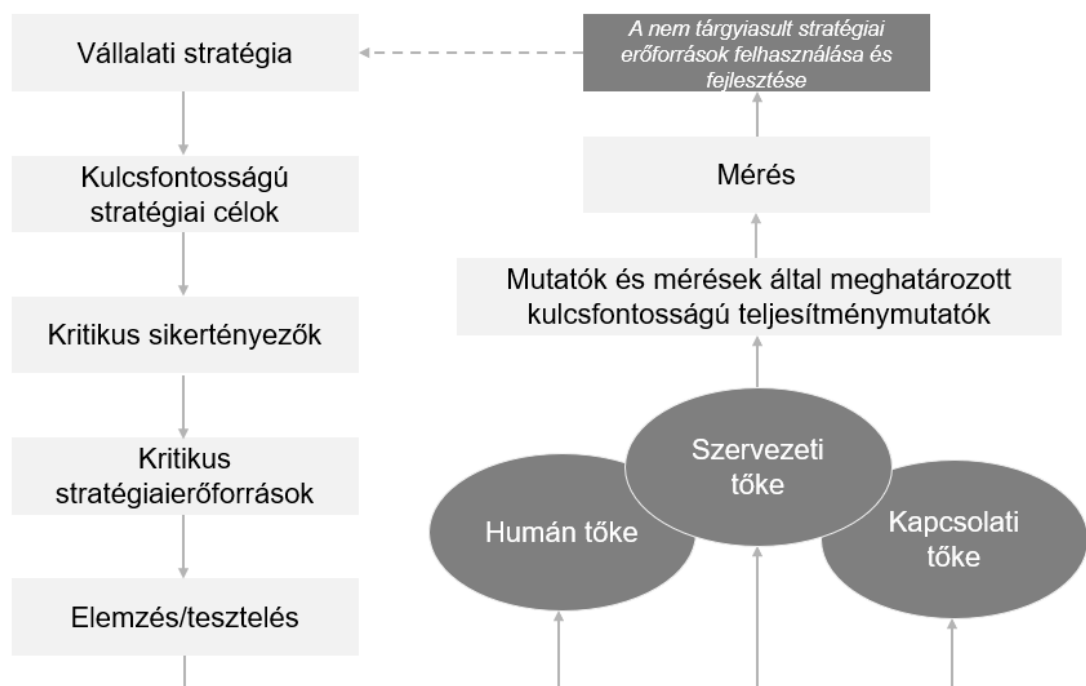 Vállalati stratégia
Kulcsfontosságú
stratégiai célok
Kritikus sikertényezők
Kritikus
stratégiaierőforrások
Elemzés/tesztelés
A nem tárgyiasult stratégiai
erőforrások felhasználása és
fejlesztése
Mérés
Mutatók és mérések által meghatározott
kulcsfontosságú teljesítménymutatók
Szervezeti
tőke
Humán tőke
Kapcsolati
tőke